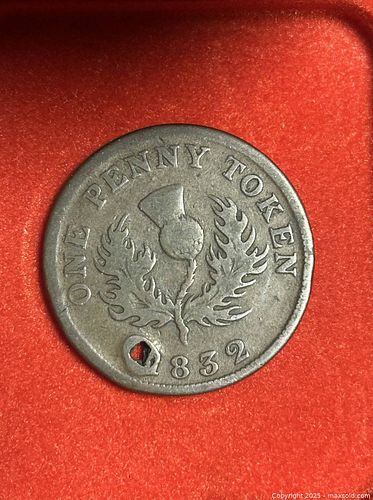 ONE PENNY TOKEN
1832
Copyright 2025 - maxsold.com